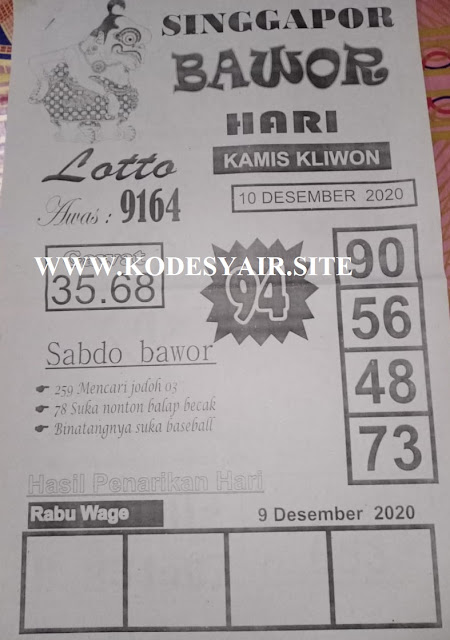 SINGGAPOR
BAWOR
HARI
KAMIS KLIWON
10 DESEMBER 2020
Lotto
Awas : 9164
WWW.KODESYAIR.SITE
35.68
94
90
56
48
73
Sabdo bawor
259 Mencari jodoh 03
78 Suka nonton balap becak
Binatangnya suka baseball
Hasil Penarikan Hari
Rabu Wage
9 Desember 2020